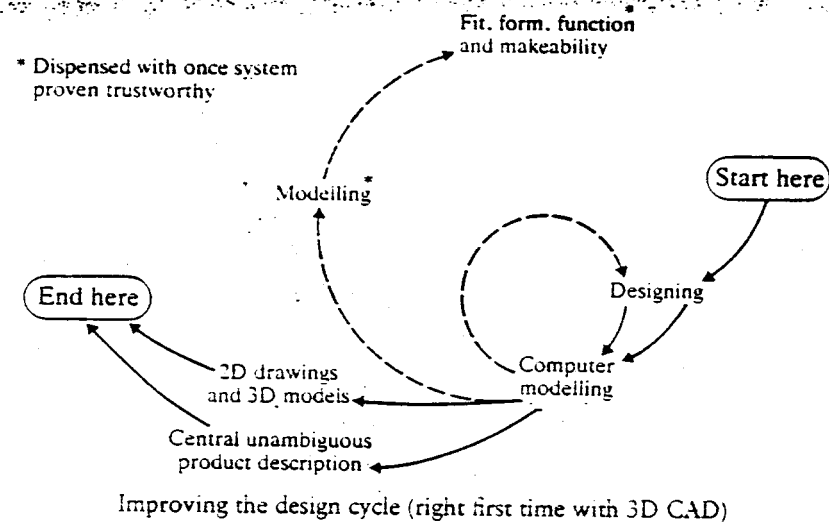 Fit. form. function*
and makeability
* Dispensed with once system
proven trustworthy
Modelling*
Start here
End here
Designing
Computer
modelling
2D drawings
and 3D models
Central unambiguous
product description
Improving the design cycle (right first time with 3D CAD)